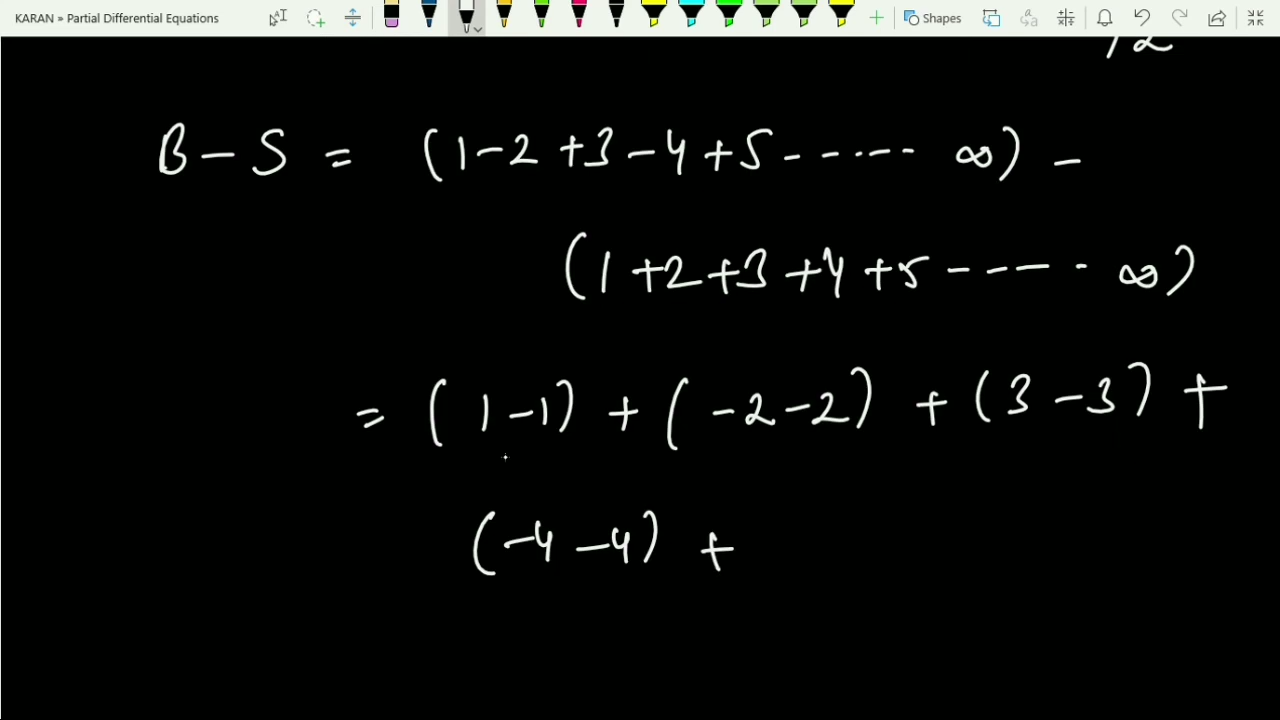 KARAN » Partial Differential Equations Shapes
B - S = (1 - 2 + 3 - 4 + 5 - - - - - - ∞) -
(1 + 2 + 3 + 4 + 5 - - - - - ∞)
= (1 - 1) + (-2 - 2) + (3 - 3) +
(-4 - 4) +